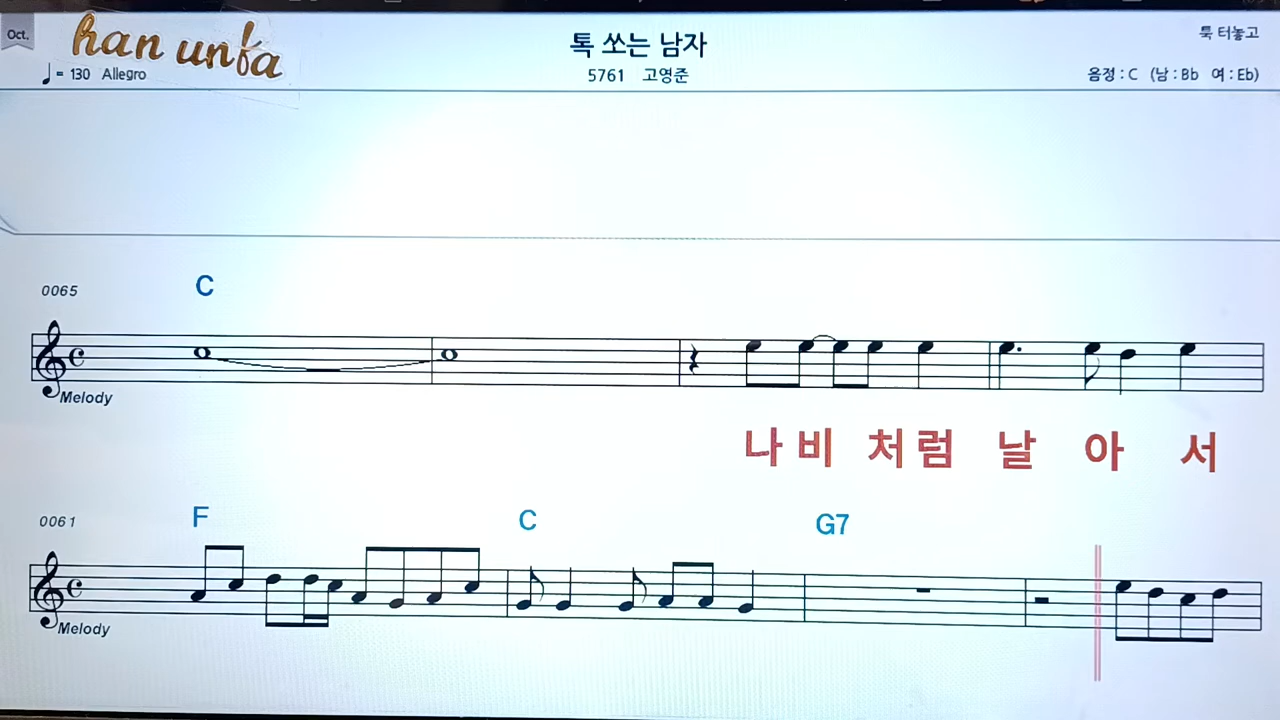 Oct.
han unfa
톡 쏘는 남자
툭 터놓고
♩ = 130 Allegro
5761 고영준
음정 : C (남 : Bb 여 : Eb)
0065
C
Melody
나 비 처 럼 날 아 서
0061
F C G7
Melody